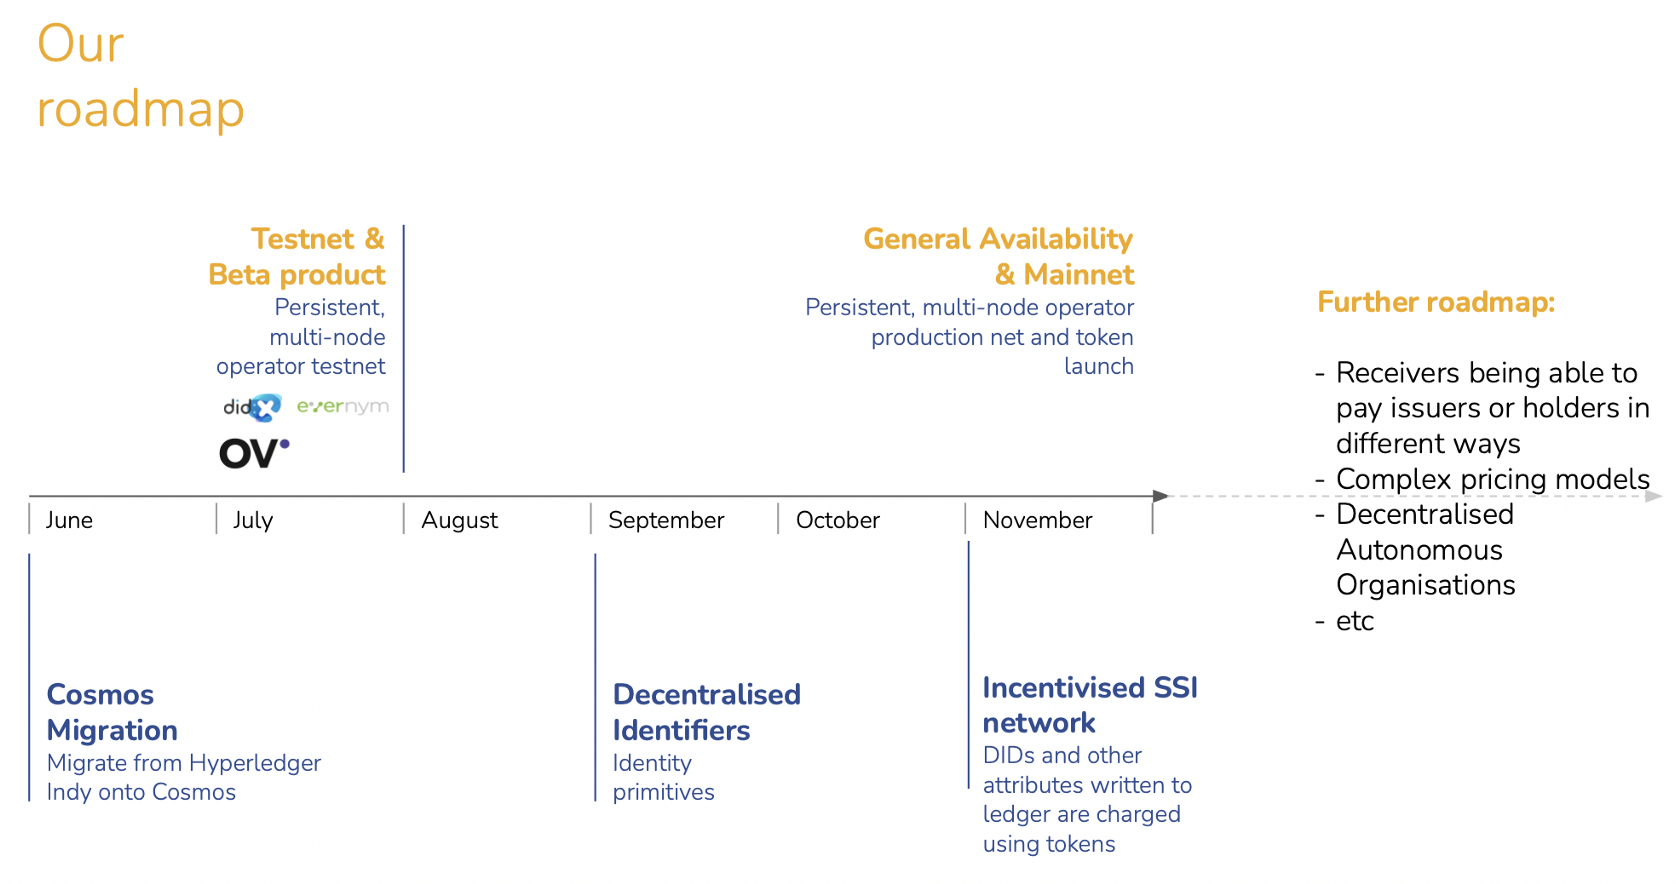 Our
roadmap
Testnet &
Beta product
Persistent,
multi-node
operator testnet
didx evernym
OV
General Availability
& Mainnet
Persistent, multi-node operator
production net and token
launch
Further roadmap:
- Receivers being able to
pay issuers or holders in
different ways
- Complex pricing models
- Decentralised
Autonomous
Organisations
- etc
June
July
August
September
October
November
Cosmos
Migration
Migrate from Hyperledger
Indy onto Cosmos
Decentralised
Identifiers
Identity
primitives
Incentivised SSI
network
DIDs and other
attributes written to
ledger are charged
using tokens